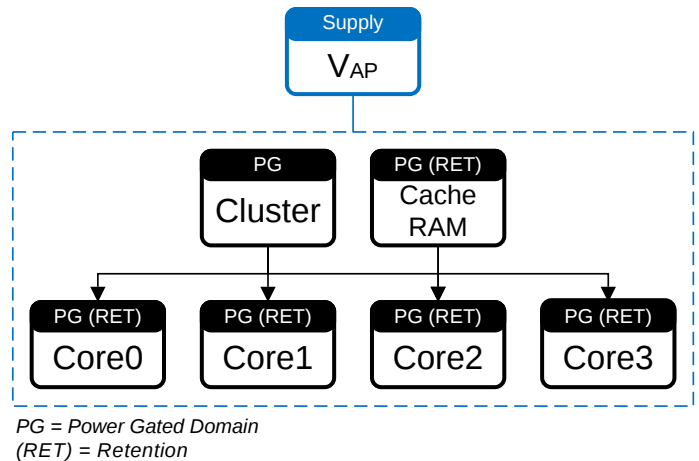 Supply
VAP
PG
Cluster
PG (RET)
Cache
RAM
PG (RET)
Core0
PG (RET)
Core1
PG (RET)
Core2
PG (RET)
Core3
PG = Power Gated Domain
(RET) = Retention